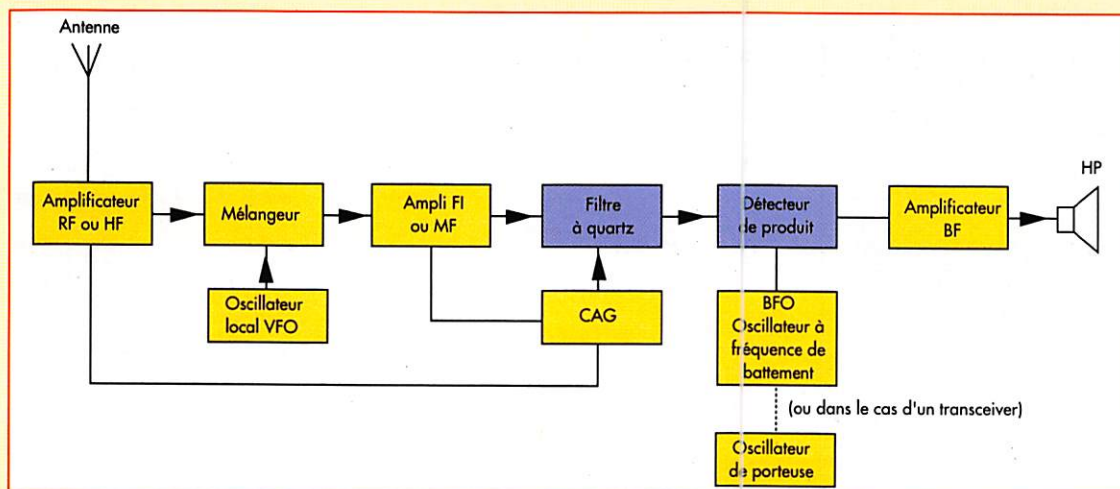 Antenne
HP
Amplificateur
RF ou HF
Mélangeur
Ampli FI
ou MF
Filtre
à quartz
Détecteur
de produit
Amplificateur
BF
Oscillateur
local VFO
CAG
BFO
Oscillateur à
fréquence de
battement
(ou dans le cas d'un transceiver)
Oscillateur
de porteuse